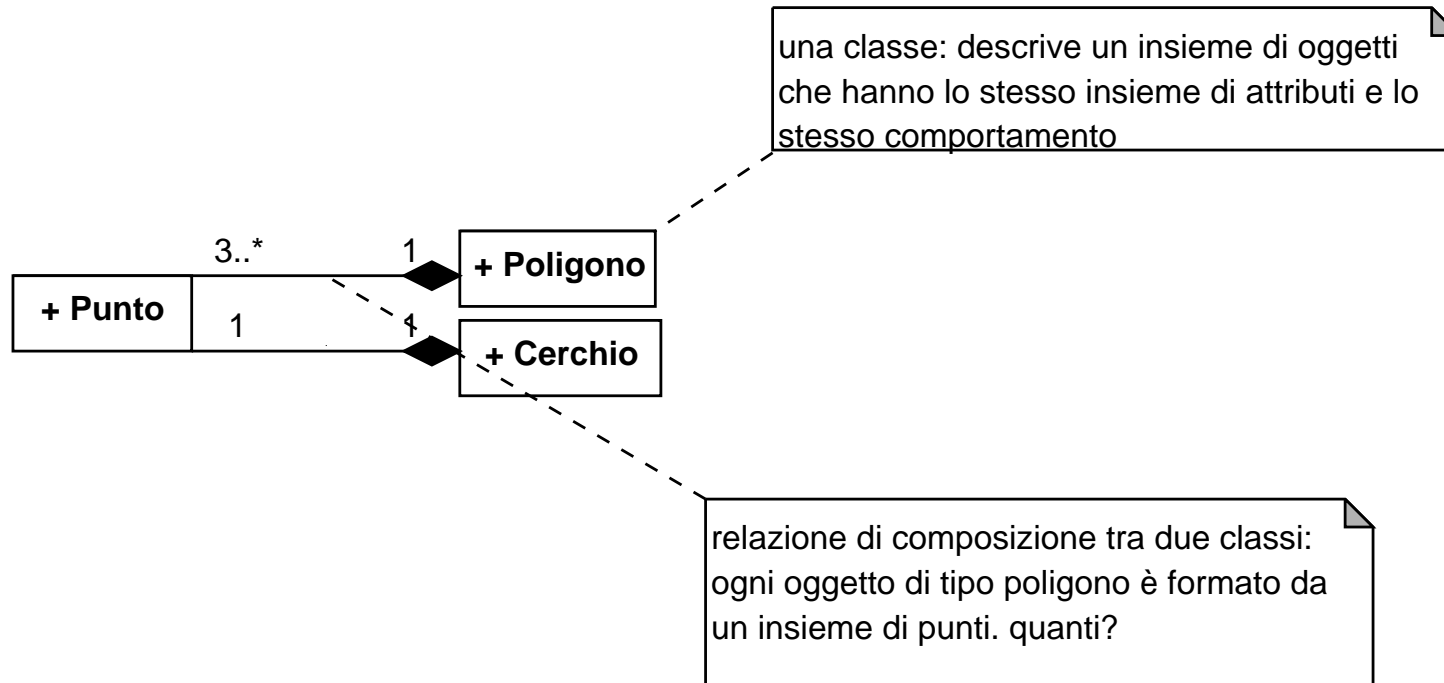 una classe: descrive un insieme di oggetti
che hanno lo stesso insieme di attributi e lo
stesso comportamento
3..*
1
+ Poligono
+ Punto
1
1
+ Cerchio
relazione di composizione tra due classi:
ogni oggetto di tipo poligono è formato da
un insieme di punti. quanti?